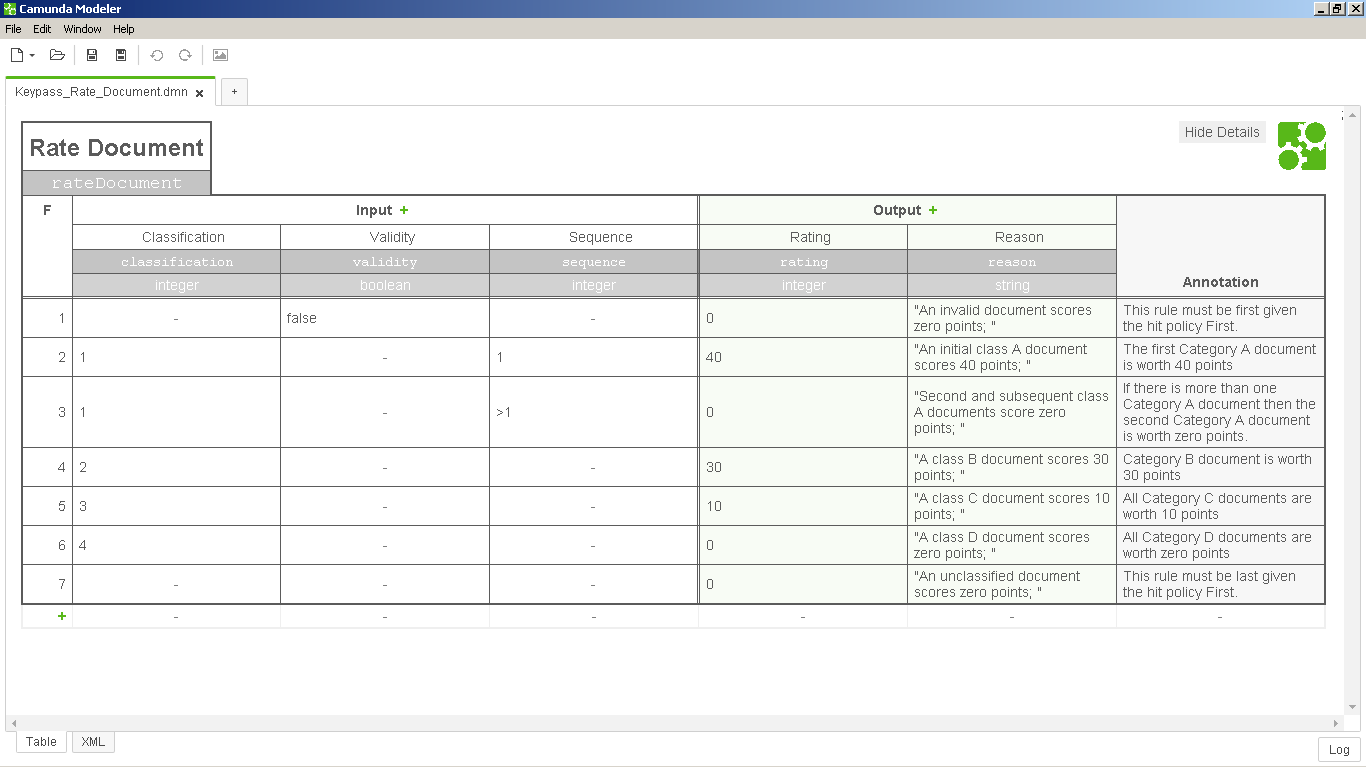 Camunda Modeler
File Edit Window Help
Keypass_Rate_Document.dmn x +
Hide Details
Rate Document
rateDocument
F Input + Output +
Classification Validity Sequence Rating Reason
classification validity sequence rating reason
integer boolean integer integer string
Annotation
1 - false - 0 "An invalid document scores
zero points; "
This rule must be first given
the hit policy First.
2 1 - 1 40 "An initial class A document
scores 40 points; "
The first Category A document
is worth 40 points
3 1 - >1 0 "Second and subsequent class
A documents score zero
points; "
If there is more than one
Category A document then the
second Category A document
is worth zero points.
4 2 - - 30 "A class B document scores 30
points; "
Category B document is worth
30 points
5 3 - - 10 "A class C document scores 10
points; "
All Category C documents are
worth 10 points
6 4 - - 0 "A class D document scores
zero points; "
All Category D documents are
worth zero points
7 - - - 0 "An unclassified document
scores zero points; "
This rule must be last given
the hit policy First.
+ - - - - - -
Table XML
Log